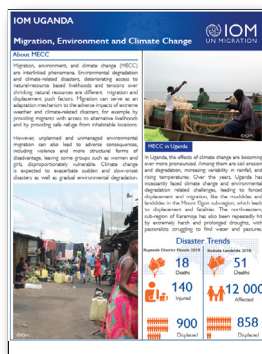 IOM UGANDA
Migration, Environment and Climate Change
IOM
UN MIGRATION
About MECC
Migration, environment, and climate change (MECC)
are interlinked phenomena. Environmental degradation
and climate-related disasters, deteriorating access to
natural-resource based livelihoods and tensions over
shrinking natural resources are different migration and
displacement push factors. Migration can serve as an
adaptation mechanism to the adverse impacts of extreme
weather and climate-related disasters, for example by
providing migrants with access to alternative livelihoods
and by providing safe refuge from inhabitable locations.
However, unplanned and unmanaged environmental
migration can also lead to adverse consequences,
including violence and more structural forms of
disadvantage, leaving some groups such as women and
girls, disproportionately vulnerable. Climate change
is expected to exacerbate sudden and slow-onset
disasters as well as gradual environmental degradation.
MECC in Uganda
In Uganda, the effects of climate change are becoming
ever more pronounced. Among them are soil erosion
and degradation, increasing variability in rainfall, and
rising temperatures. Over the years, Uganda has
incessantly faced climate change and environmental
degradation related challenges, leading to forced
displacement and migration, like the mudslides and
landslides in the Mount Elgon sub-region, which leads
to displacement and fatalities. The northeastern
sub-region of Karamoja has also been repeatedly hit
by extremely harsh and prolonged droughts, with
pastoralists struggling to find water and pastures.
Disaster Trends
District Floods 2019
Bududa Landslide 2018
18
Deaths
51
Deaths
140
Injured
12 000
Affected
900
Displaced
858
Displaced